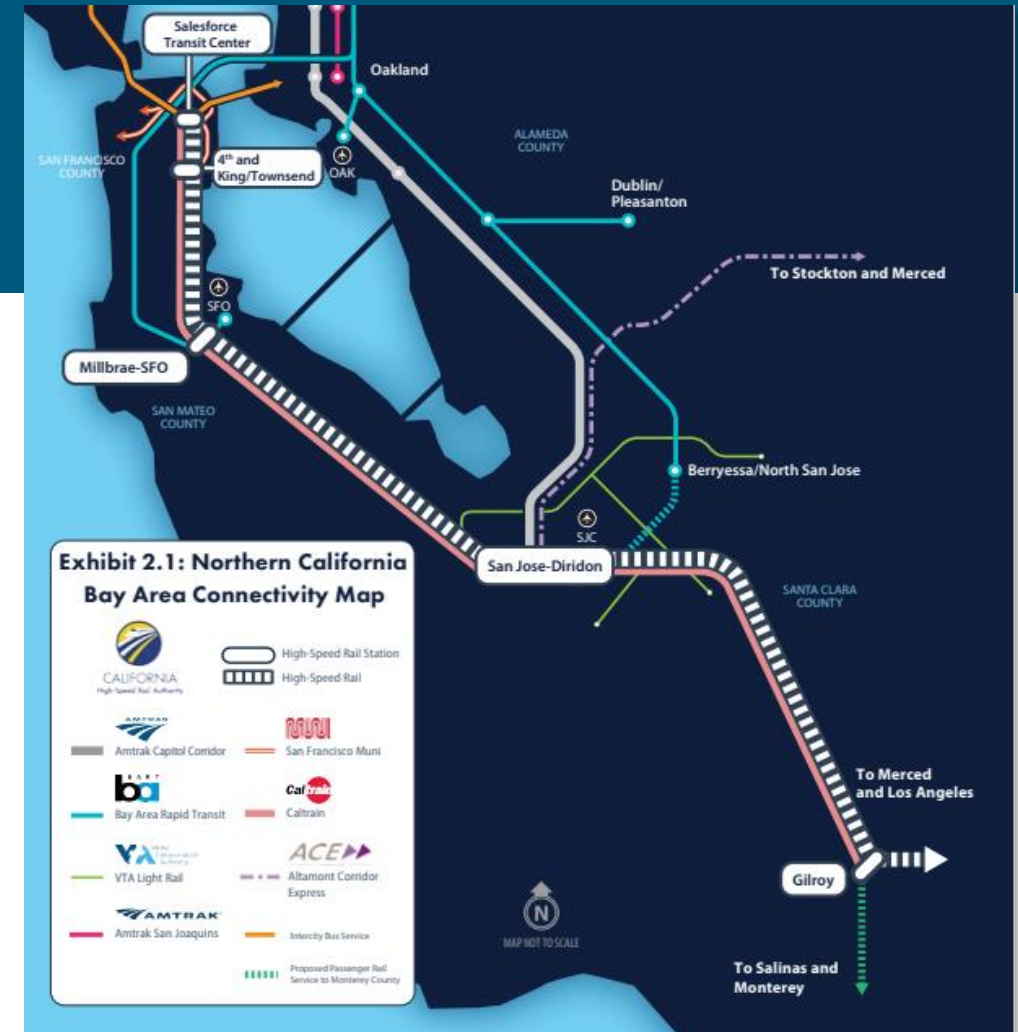 Salesforce
Transit Center
Oakland
ALAMEDA
COUNTY
SAN FRANCISCO
COUNTY
4th and
King/Townsend
OAK
Dublin/
Pleasanton
To Stockton and Merced
SFO
Millbrae-SFO
SAN MATEO
COUNTY
Berryessa/North San Jose
SJC
San Jose-Diridon
SANTA CLARA
COUNTY
Exhibit 2.1: Northern California
Bay Area Connectivity Map
CALIFORNIA
High-Speed Rail Authority
High-Speed Rail Station
High-Speed Rail
AMTRAK
Amtrak Capitol Corridor
MUNI
San Francisco Muni
BART
ba
Bay Area Rapid Transit
Caltrain
Caltrain
VTA
VTA Light Rail
ACE
Altamont Corridor
Express
AMTRAK
Amtrak San Joaquins
Intercity Bus Service
Proposed Passenger Rail
Service to Monterey County
To Merced
and Los Angeles
Gilroy
N
MAP NOT TO SCALE
To Salinas and
Monterey